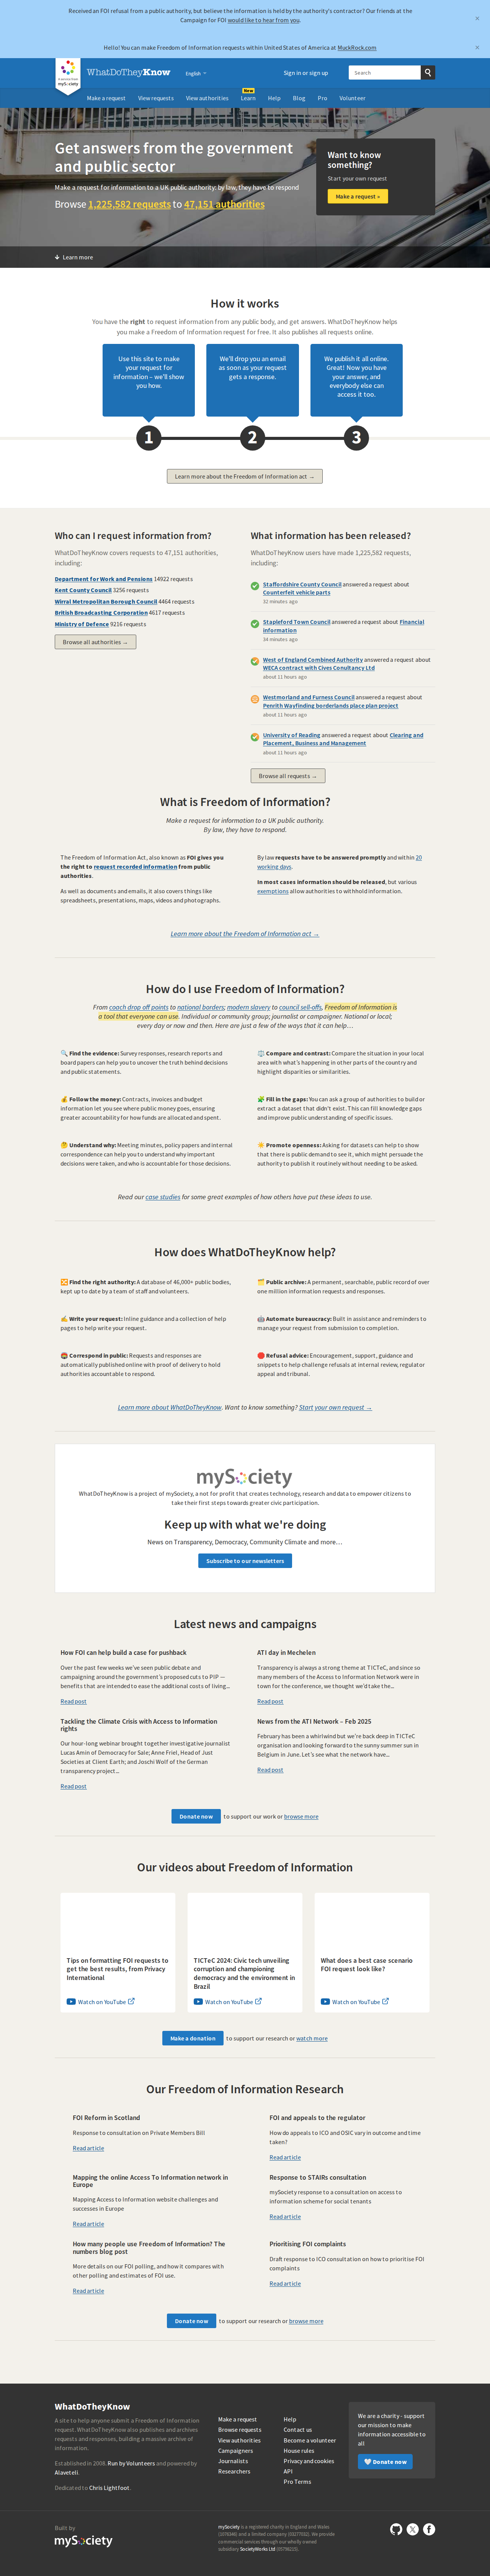 Received an FOI refusal from a public authority, but believe the information is held by the authority's contractor? Our friends at the
Campaign for FOI would like to hear from you.
×
Hello! You can make Freedom of Information requests within United States of America at MuckRock.com
×
WhatDoTheyKnow
English
Sign in or sign up
Search
Make a request
View requests
View authorities
New
Learn
Help
Blog
Pro
Volunteer
Get answers from the government
and public sector
Make a request for information to a UK public authority: by law, they have to respond
Browse 1,225,582 requests to 47,151 authorities
Want to know
something?
Start your own request
Make a request »
Learn more
How it works
You have the right to request information from any public body, and get answers. WhatDoTheyKnow helps
you make a Freedom of Information request for free. It also publishes all requests online.
Use this site to make
your request for
information – we'll show
you how.
We'll drop you an email
as soon as your request
gets a response.
We publish it all online.
Great! Now you have
your answer, and
everybody else can
access it too.
1
2
3
Learn more about the Freedom of Information act →
Who can I request information from?
WhatDoTheyKnow covers requests to 47,151 authorities,
including:
Department for Work and Pensions 14922 requests
Kent County Council 3256 requests
Wirral Metropolitan Borough Council 4464 requests
British Broadcasting Corporation 4617 requests
Ministry of Defence 9216 requests
Browse all authorities →
What information has been released?
WhatDoTheyKnow users have made 1,225,582 requests,
including:
Staffordshire County Council answered a request about
Counterfeit vehicle parts
32 minutes ago
Stapleford Town Council answered a request about Financial
information
34 minutes ago
West of England Combined Authority answered a request about
WECA contract with Cives Conultancy Ltd
about 11 hours ago
Westmorland and Furness Council answered a request about
Penrith Wayfinding borderlands place plan project
about 11 hours ago
University of Reading answered a request about Clearing and
Placement, Business and Management
about 11 hours ago
Browse all requests →
What is Freedom of Information?
Make a request for information to a UK public authority.
By law, they have to respond.
The Freedom of Information Act, also known as FOI gives you
the right to request recorded information from public
authorities.
As well as documents and emails, it also covers things like
spreadsheets, presentations, maps, videos and photographs.
By law requests have to be answered promptly and within 20
working days.
In most cases information should be released, but various
exemptions allow authorities to withhold information.
Learn more about the Freedom of Information act →
How do I use Freedom of Information?
From coach drop off points to national borders; modern slavery to council sell-offs, Freedom of Information is
a tool that everyone can use. Individual or community group; journalist or campaigner. National or local;
every day or now and then. Here are just a few of the ways that it can help…
🔍 Find the evidence: Survey responses, research reports and
board papers can help you to uncover the truth behind decisions
and public statements.
⚖️ Compare and contrast: Compare the situation in your local
area with what's happening in other parts of the country and
highlight disparities or similarities.
💰 Follow the money: Contracts, invoices and budget
information let you see where public money goes, ensuring
greater accountability for how funds are allocated and spent.
🧩 Fill in the gaps: You can ask a group of authorities to build or
extract a dataset that didn't exist. This can fill knowledge gaps
and improve public understanding of specific issues.
🤔 Understand why: Meeting minutes, policy papers and internal
correspondence can help you to understand why important
decisions were taken, and who is accountable for those decisions.
☀️ Promote openness: Asking for datasets can help to show
that there is public demand to see it, which might persuade the
authority to publish it routinely without needing to be asked.
Read our case studies for some great examples of how others have put these ideas to use.
How does WhatDoTheyKnow help?
Find the right authority: A database of 46,000+ public bodies,
kept up to date by a team of staff and volunteers.
🗂️ Public archive: A permanent, searchable, public record of over
one million information requests and responses.
✍️ Write your request: Inline guidance and a collection of help
pages to help write your request.
🤖 Automate bureaucracy: Built in assistance and reminders to
manage your request from submission to completion.
Correspond in public: Requests and responses are
automatically published online with proof of delivery to hold
authorities accountable to respond.
🛑 Refusal advice: Encouragement, support, guidance and
snippets to help challenge refusals at internal review, regulator
appeal and tribunal.
Learn more about WhatDoTheyKnow. Want to know something? Start your own request →
mySociety
WhatDoTheyKnow is a project of mySociety, a not for profit that creates technology, research and data to empower citizens to
take their first steps towards greater civic participation.
Keep up with what we're doing
News on Transparency, Democracy, Community Climate and more…
Subscribe to our newsletters
Latest news and campaigns
How FOI can help build a case for pushback
Over the past few weeks we've seen public debate and
campaigning around the government's proposed cuts to PIP —
benefits that are intended to ease the additional costs of living...
Read post
ATI day in Mechelen
Transparency is always a strong theme at TICTeC, and since so
many members of the Access to Information Network were in
town for the conference, we thought we'd take the...
Read post
Tackling the Climate Crisis with Access to Information
rights
Our hour-long webinar brought together investigative journalist
Lucas Amin of Democracy for Sale; Anne Friel, Head of Just
Societies at Client Earth; and Joschi Wolf of the German
transparency project...
Read post
News from the ATI Network – Feb 2025
February has been a whirlwind but we're back deep in TICTeC
organisation and looking forward to the sunny summer sun in
Belgium in June. Let's see what the network have...
Read post
Donate now to support our work or browse more
Our videos about Freedom of Information
Tips on formatting FOI requests to
get the best results, from Privacy
International
Watch on YouTube
TICTeC 2024: Civic tech unveiling
corruption and championing
democracy and the environment in
Brazil
Watch on YouTube
What does a best case scenario
FOI request look like?
Watch on YouTube
Make a donation to support our research or watch more
Our Freedom of Information Research
FOI Reform in Scotland
Response to consultation on Private Members Bill
Read article
FOI and appeals to the regulator
How do appeals to ICO and OSIC vary in outcome and time
taken?
Read article
Mapping the online Access To Information network in
Europe
Mapping Access to Information website challenges and
successes in Europe
Read article
Response to STAIRs consultation
mySociety response to a consultation on access to
information scheme for social tenants
Read article
How many people use Freedom of Information? The
numbers blog post
More details on our FOI polling, and how it compares with
other polling and estimates of FOI use.
Read article
Prioritising FOI complaints
Draft response to ICO consultation on how to prioritise FOI
complaints
Read article
Donate now to support our research or browse more
WhatDoTheyKnow
A site to help anyone submit a Freedom of Information
request. WhatDoTheyKnow also publishes and archives
requests and responses, building a massive archive of
information.
Established in 2008. Run by Volunteers and powered by
Alaveteli.
Dedicated to Chris Lightfoot.
Make a request
Browse requests
View authorities
Campaigners
Journalists
Researchers
Help
Contact us
Become a volunteer
House rules
Privacy and cookies
API
Pro Terms
We are a charity - support
our mission to make
information accessible to
all
🤍 Donate now
Built by
mySociety
mySociety is a registered charity in England and Wales
(1076346) and a limited company (03277032). We provide
commercial services through our wholly owned
subsidiary SocietyWorks Ltd (05798215).